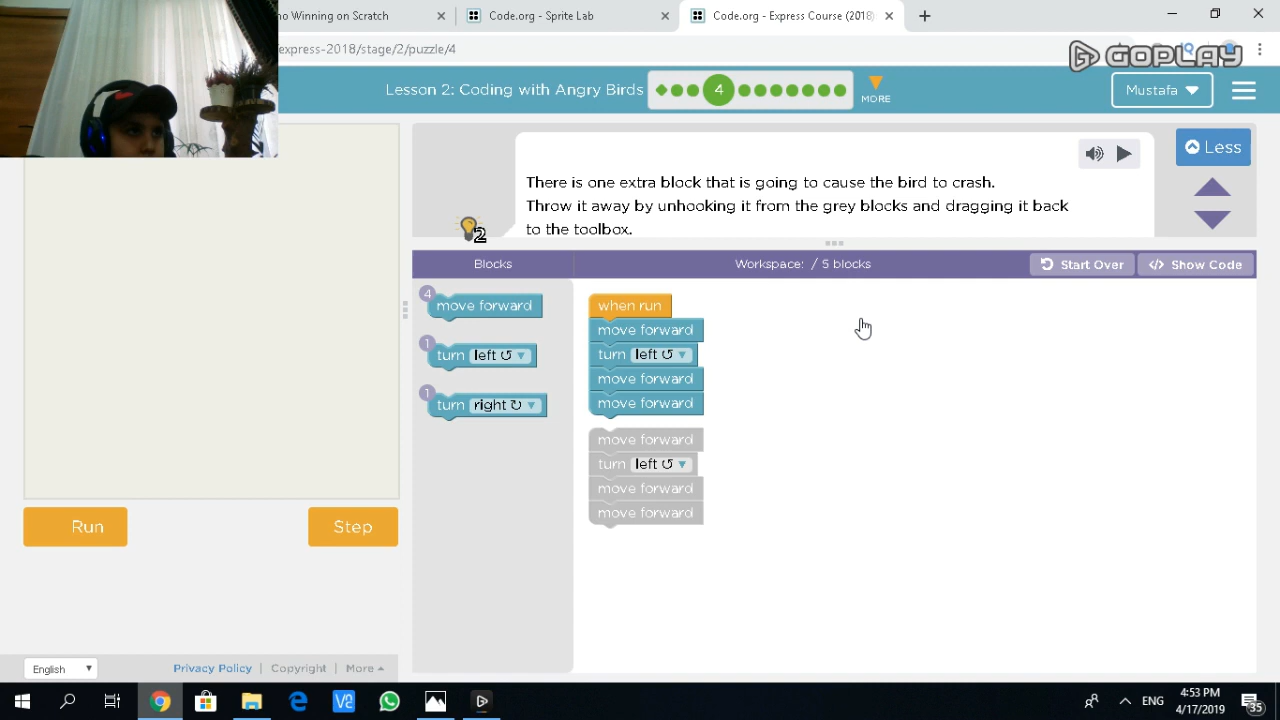 no Winning on Scratch
Code.org - Sprite Lab
Code.org - Express Course (2018)
express-2018/stage/2/puzzle/4
GOPLAY
Lesson 2: Coding with Angry Birds
4
MORE
Mustafa
There is one extra block that is going to cause the bird to crash.
Throw it away by unhooking it from the grey blocks and dragging it back
to the toolbox.
Less
2
Blocks
Workspace: / 5 blocks
Start Over
</> Show Code
4
move forward
1
turn left ↺
1
turn right ↻
when run
move forward
turn left ↺
move forward
move forward
move forward
turn left ↺
move forward
move forward
Run
Step
English
Privacy Policy | Copyright | More
ENG
4:53 PM
4/17/2019
35